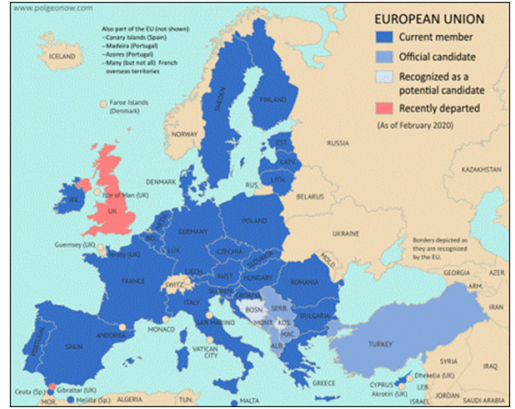 www.polgeonow.com
Also part of the EU (not shown)
--Canary Islands (Spain)
--Madeira (Portugal)
--Azores (Portugal)
--Many (but not all) French
overseas territories
EUROPEAN UNION
Current member
Official candidate
Recognized as a
potential candidate
Recently departed
(As of February 2020)
ICELAND
Faroe Islands
(Denmark)
SWEDEN
FINLAND
NORWAY
RUSSIA
EST.
LATV.
LITH.
RUS.
KAZAKHSTAN
DENMARK
BELARUS
Isle of Man (UK)
IRL.
UK
POLAND
GERMANY
UKRAINE
Borders depicted as
they are recognized
by the EU.
Guernsey (UK)
Jersey (UK)
BEL.
LUX.
CZECHIA
SLOVAKIA
MOLD.
FRANCE
LIECH.
SWITZ.
AUST.
HUNGARY
ROMANIA
GEORGIA
AZER.
ARM.
SLOVEN.
CROATIA
ITALY
BOSN.
SERB.
SAN MARINO
MONT.
KOS.
BULGARIA
IRAN
ANDORRA
MONACO
MAC.
ALB.
PORTUGAL
SPAIN
VATICAN
CITY
TURKEY
GREECE
SYRIA
IRAQ
CYPRUS
Dhekelia (UK)
Akrotiri (UK)
LEB.
Ceuta (Sp.)
Gibraltar (UK)
Melilla (Sp.)
MOR.
ALGERIA
TUN.
MALTA
ISRAEL
JORDAN
SAUDI ARABIA